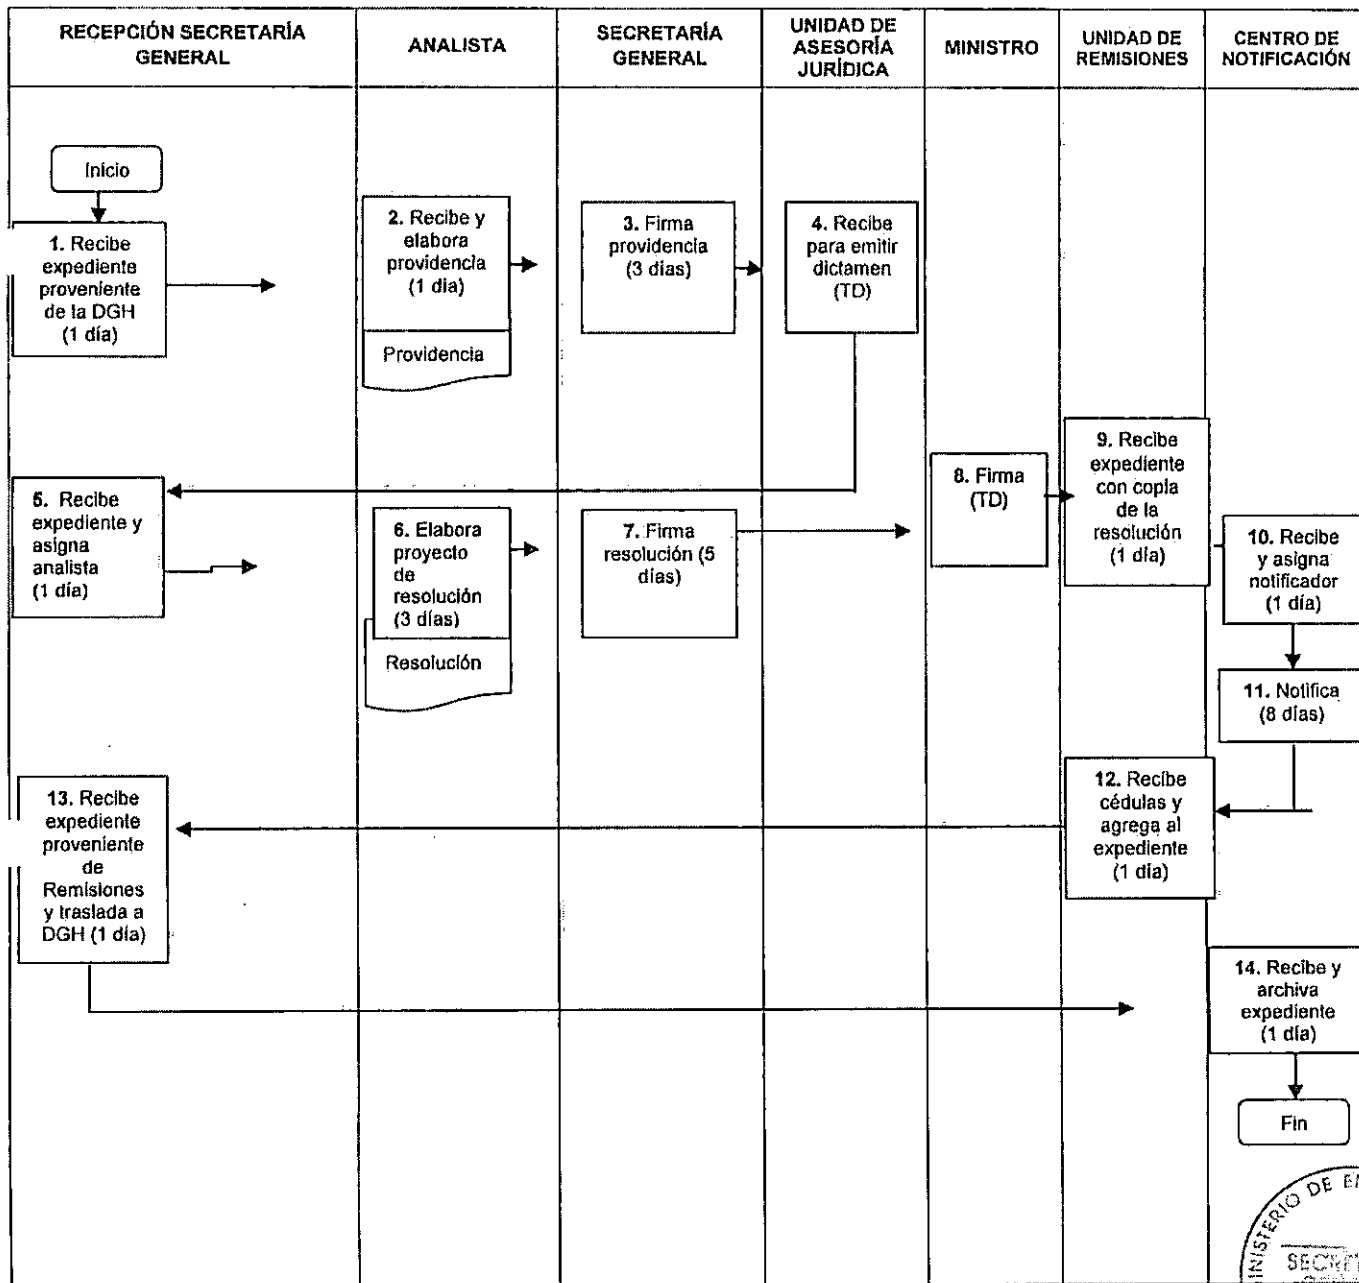 RECEPCIÓN SECRETARÍA
GENERAL
ANALISTA
SECRETARÍA
GENERAL
UNIDAD DE
ASESORÍA
JURÍDICA
MINISTRO
UNIDAD DE
REMISIONES
CENTRO DE
NOTIFICACIÓN
Inicio
1. Recibe
expediente
proveniente
de la DGH
(1 día)
2. Recibe y
elabora
providencia
(1 día)
Providencia
3. Firma
providencia
(3 días)
4. Recibe
para emitir
dictamen
(TD)
5. Recibe
expediente y
asigna
analista
(1 día)
6. Elabora
proyecto
de
resolución
(3 días)
Resolución
7. Firma
resolución (5
días)
8. Firma
(TD)
9. Recibe
expediente
con copia
de la
resolución
(1 día)
10. Recibe
y asigna
notificador
(1 día)
11. Notifica
(8 días)
12. Recibe
cédulas y
agrega al
expediente
(1 día)
13. Recibe
expediente
proveniente
de
Remisiones
y traslada a
DGH (1 día)
14. Recibe y
archiva
expediente
(1 día)
Fin
MINISTERIO DE